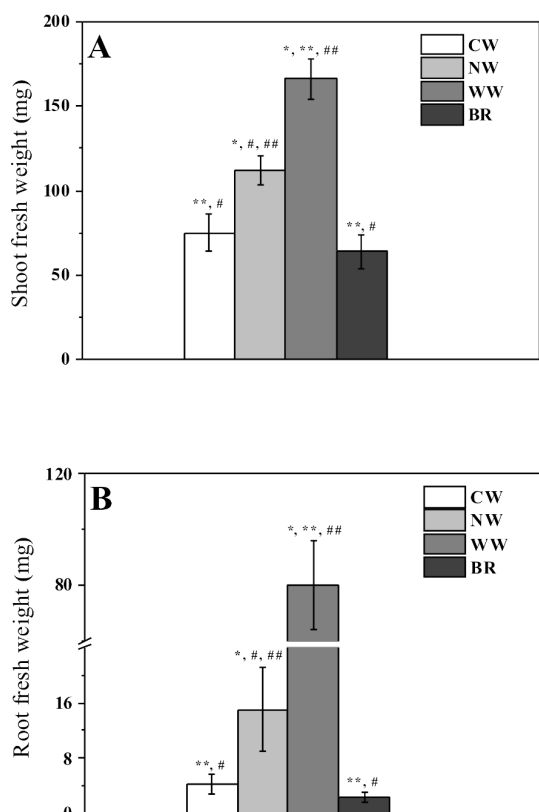 200
A
CW
*, **, ##
NW
WW
150
BR
*, #, ##
Shoot fresh weight (mg)
100
**, #
**, #
50
0
120
B
CW
NW
*, **, ##
WW
BR
80
Root fresh weight (mg)
*, #, ##
16
8
**, #
**, #
0